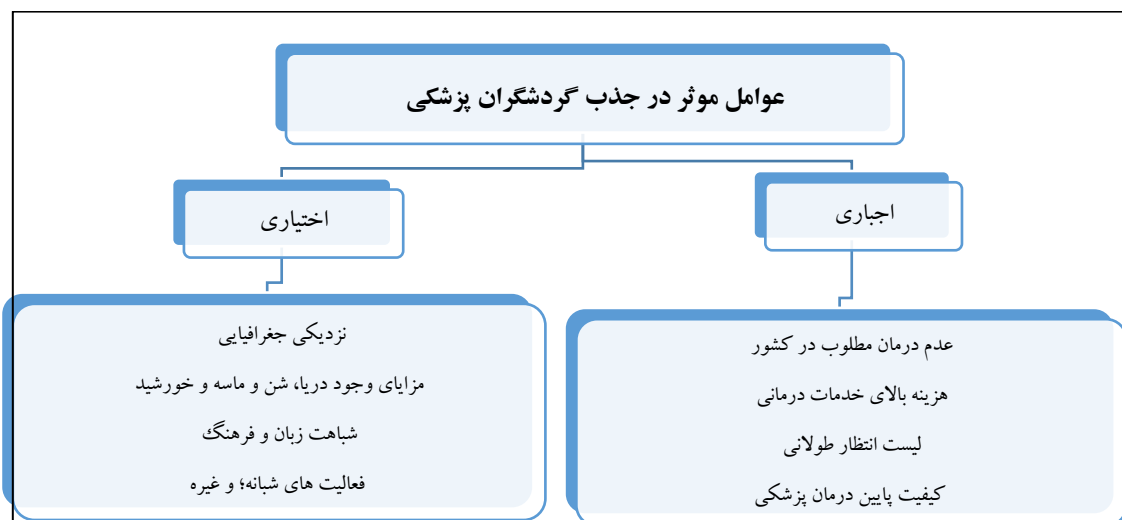 عوامل موثر در جذب گردشگران پزشکی
اجباری
عدم درمان مطلوب در کشور
هزینه بالای خدمات درمانی
لیست انتظار طولانی
کیفیت پایین درمان پزشکی
اختیاری
نزدیکی جغرافیایی
مزایای وجود دریا، شن و ماسه و خورشید
شباهت زبان و فرهنگ
فعالیت های شبانه؛ و غیره